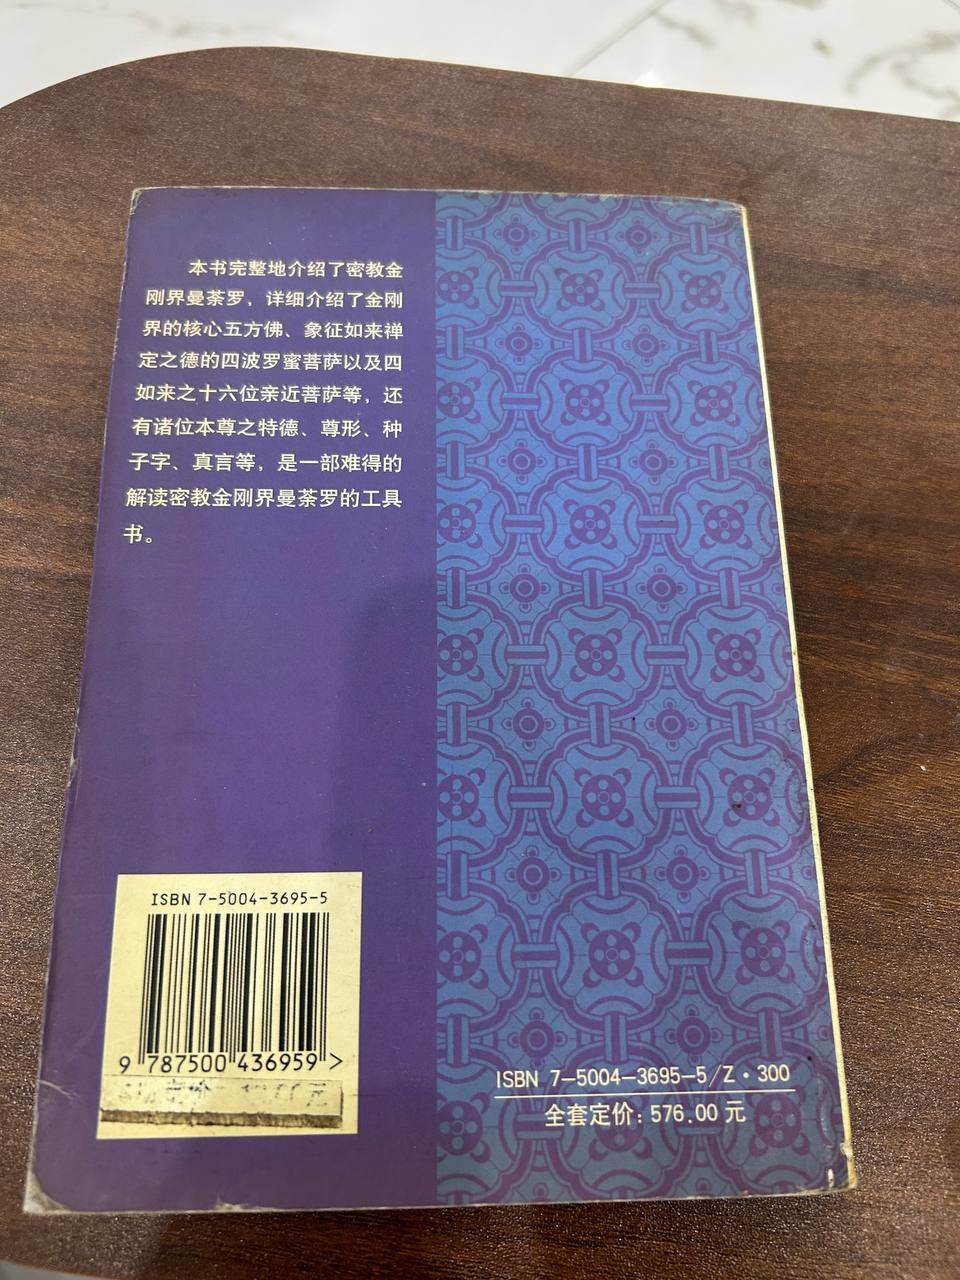 本书完整地介绍了密教金
刚界曼荼罗，详细介绍了金刚
界的核心五方佛、象征如来禅
定之德的四波罗蜜菩萨以及四
如来之十六位亲近菩萨等，还
有诸位本尊之特德、尊形、种
子字、真言等，是一部难得的
解读密教金刚界曼荼罗的工具
书。
ISBN 7-5004-3695-5
9 787500 436959 >
ISBN 7-5004-3695-5/Z·300
全套定价：576.00 元